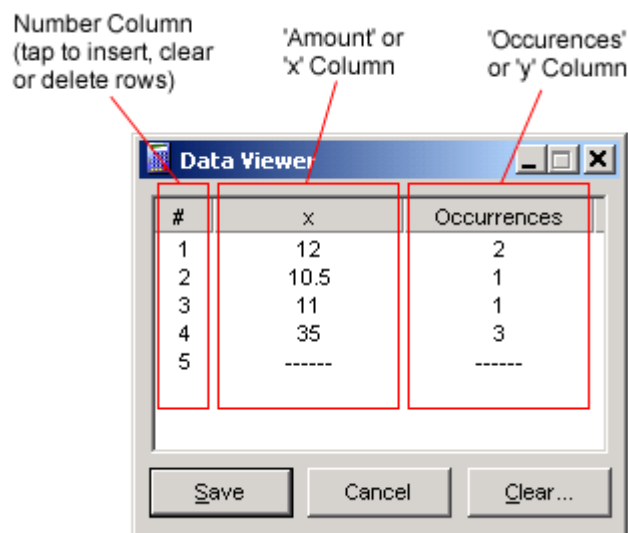 Number Column
(tap to insert, clear
or delete rows)
'Amount' or
'x' Column
'Occurences'
or 'y' Column
Data Viewer
# x Occurrences
1 12 2
2 10.5 1
3 11 1
4 35 3
5 ------ ------
Save Cancel Clear...